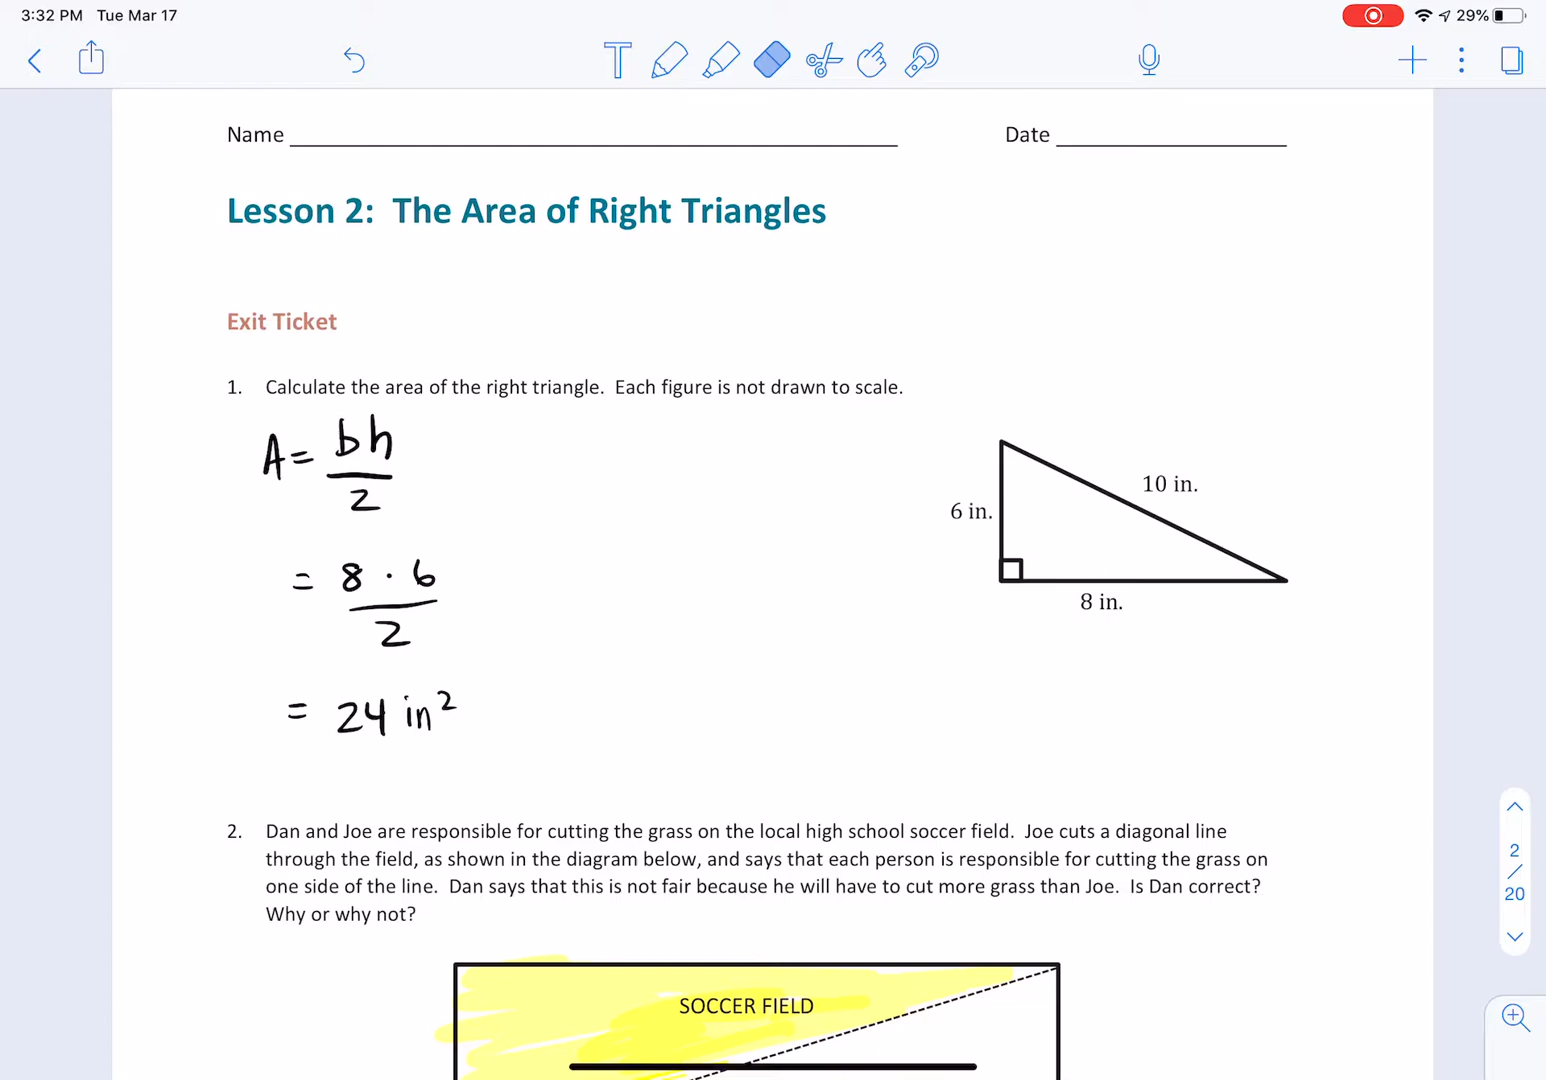 3:32 PM Tue Mar 17
29%
T
Name
Date
Lesson 2: The Area of Right Triangles
Exit Ticket
1. Calculate the area of the right triangle. Each figure is not drawn to scale.
A = bh
2
= 8 · 6
2
= 24 in²
10 in.
6 in.
8 in.
2. Dan and Joe are responsible for cutting the grass on the local high school soccer field. Joe cuts a diagonal line
through the field, as shown in the diagram below, and says that each person is responsible for cutting the grass on
one side of the line. Dan says that this is not fair because he will have to cut more grass than Joe. Is Dan correct?
Why or why not?
SOCCER FIELD
2
/
20